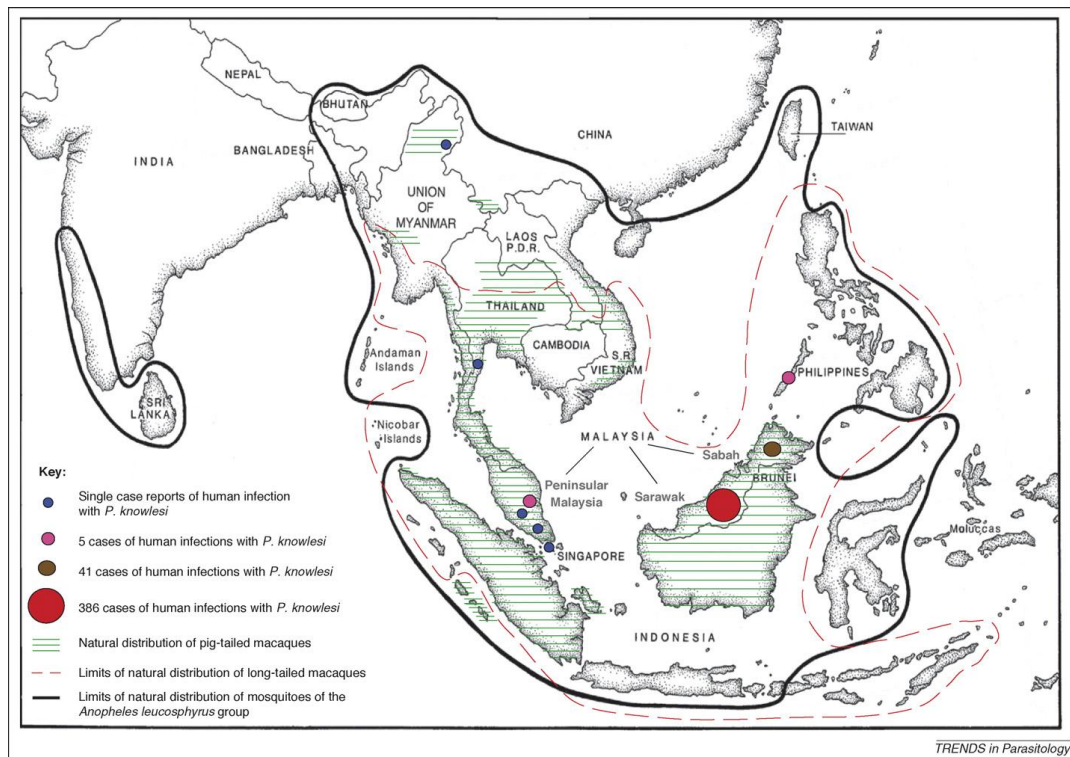 NEPAL
BHUTAN
CHINA
TAIWAN
BANGLADESH
INDIA
UNION
OF
MYANMAR
LAOS
P.D.R.
THAILAND
CAMBODIA
S.R.
VIETNAM
Andaman
Islands
PHILIPPINES
SRI
LANKA
Nicobar
Islands
MALAYSIA
Sabah
BRUNEI
Peninsular
Malaysia
Sarawak
SINGAPORE
Moluccas
INDONESIA
Key:
Single case reports of human infection
with P. knowlesi
5 cases of human infections with P. knowlesi
41 cases of human infections with P. knowlesi
386 cases of human infections with P. knowlesi
Natural distribution of pig-tailed macaques
Limits of natural distribution of long-tailed macaques
Limits of natural distribution of mosquitoes of the
Anopheles leucosphyrus group
TRENDS in Parasitology